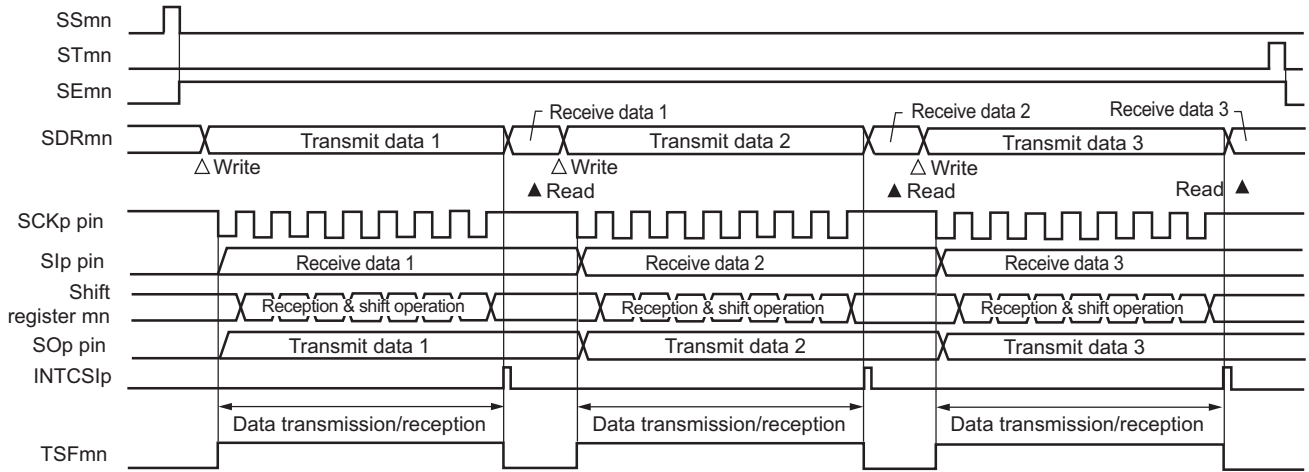 SSmn
STmn
SEmn
Receive data 1 Receive data 2 Receive data 3
SDRmn Transmit data 1 Transmit data 2 Transmit data 3
△ Write △ Write △ Write
▲ Read ▲ Read Read ▲
SCKp pin
SIp pin Receive data 1 Receive data 2 Receive data 3
Shift
register mn Reception & shift operation Reception & shift operation Reception & shift operation
SOp pin Transmit data 1 Transmit data 2 Transmit data 3
INTCSIp
Data transmission/reception Data transmission/reception Data transmission/reception
TSFmn